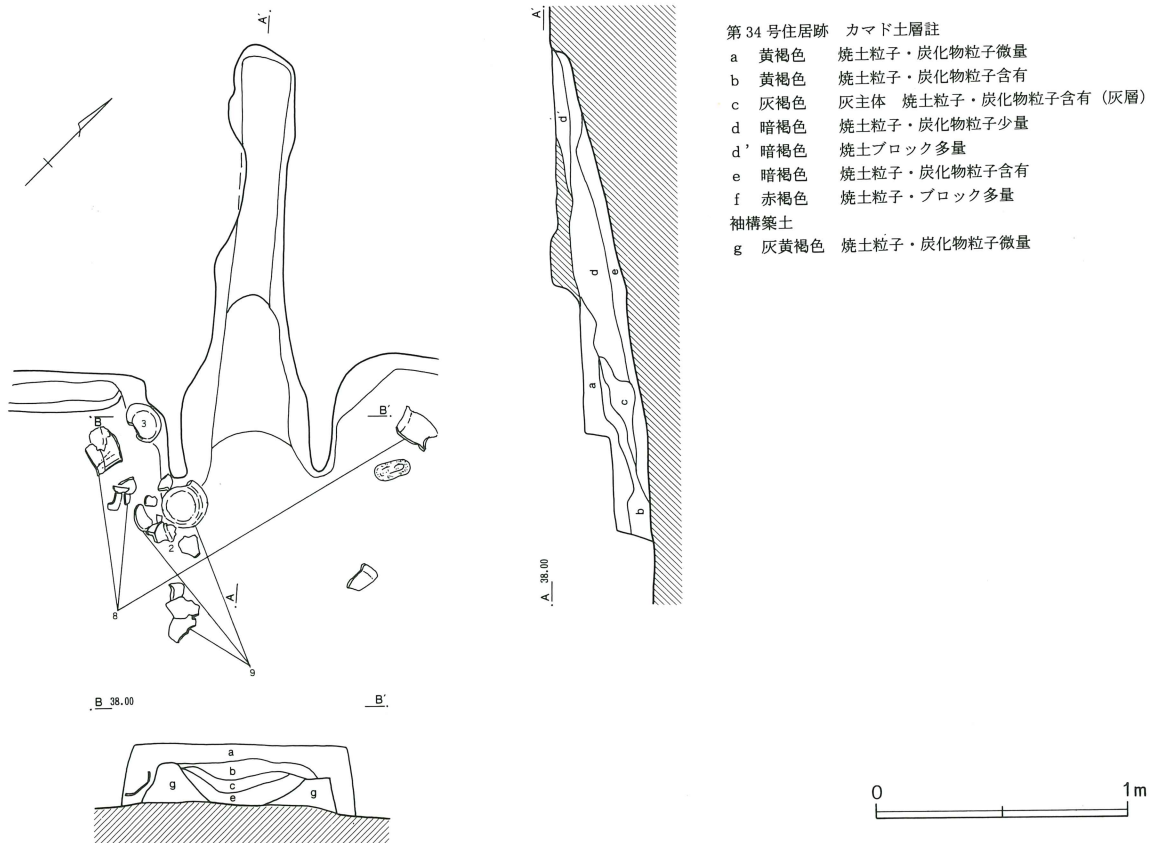 第34号住居跡　カマド土層註
a　黄褐色　焼土粒子・炭化物粒子微量
b　黄褐色　焼土粒子・炭化物粒子含有
c　灰褐色　灰主体　焼土粒子・炭化物粒子含有（灰層）
d　暗褐色　焼土粒子・炭化物粒子少量
d’　暗褐色　焼土ブロック多量
e　暗褐色　焼土粒子・炭化物粒子含有
f　赤褐色　焼土粒子・ブロック多量
袖構築土
g　灰黄褐色　焼土粒子・炭化物粒子微量
A′
B
3
B′
2
A
8
9
A′
d′
d
e
a
c
b
A 38.00
B 38.00
B′
a
b
c
e
g
g
0
1m